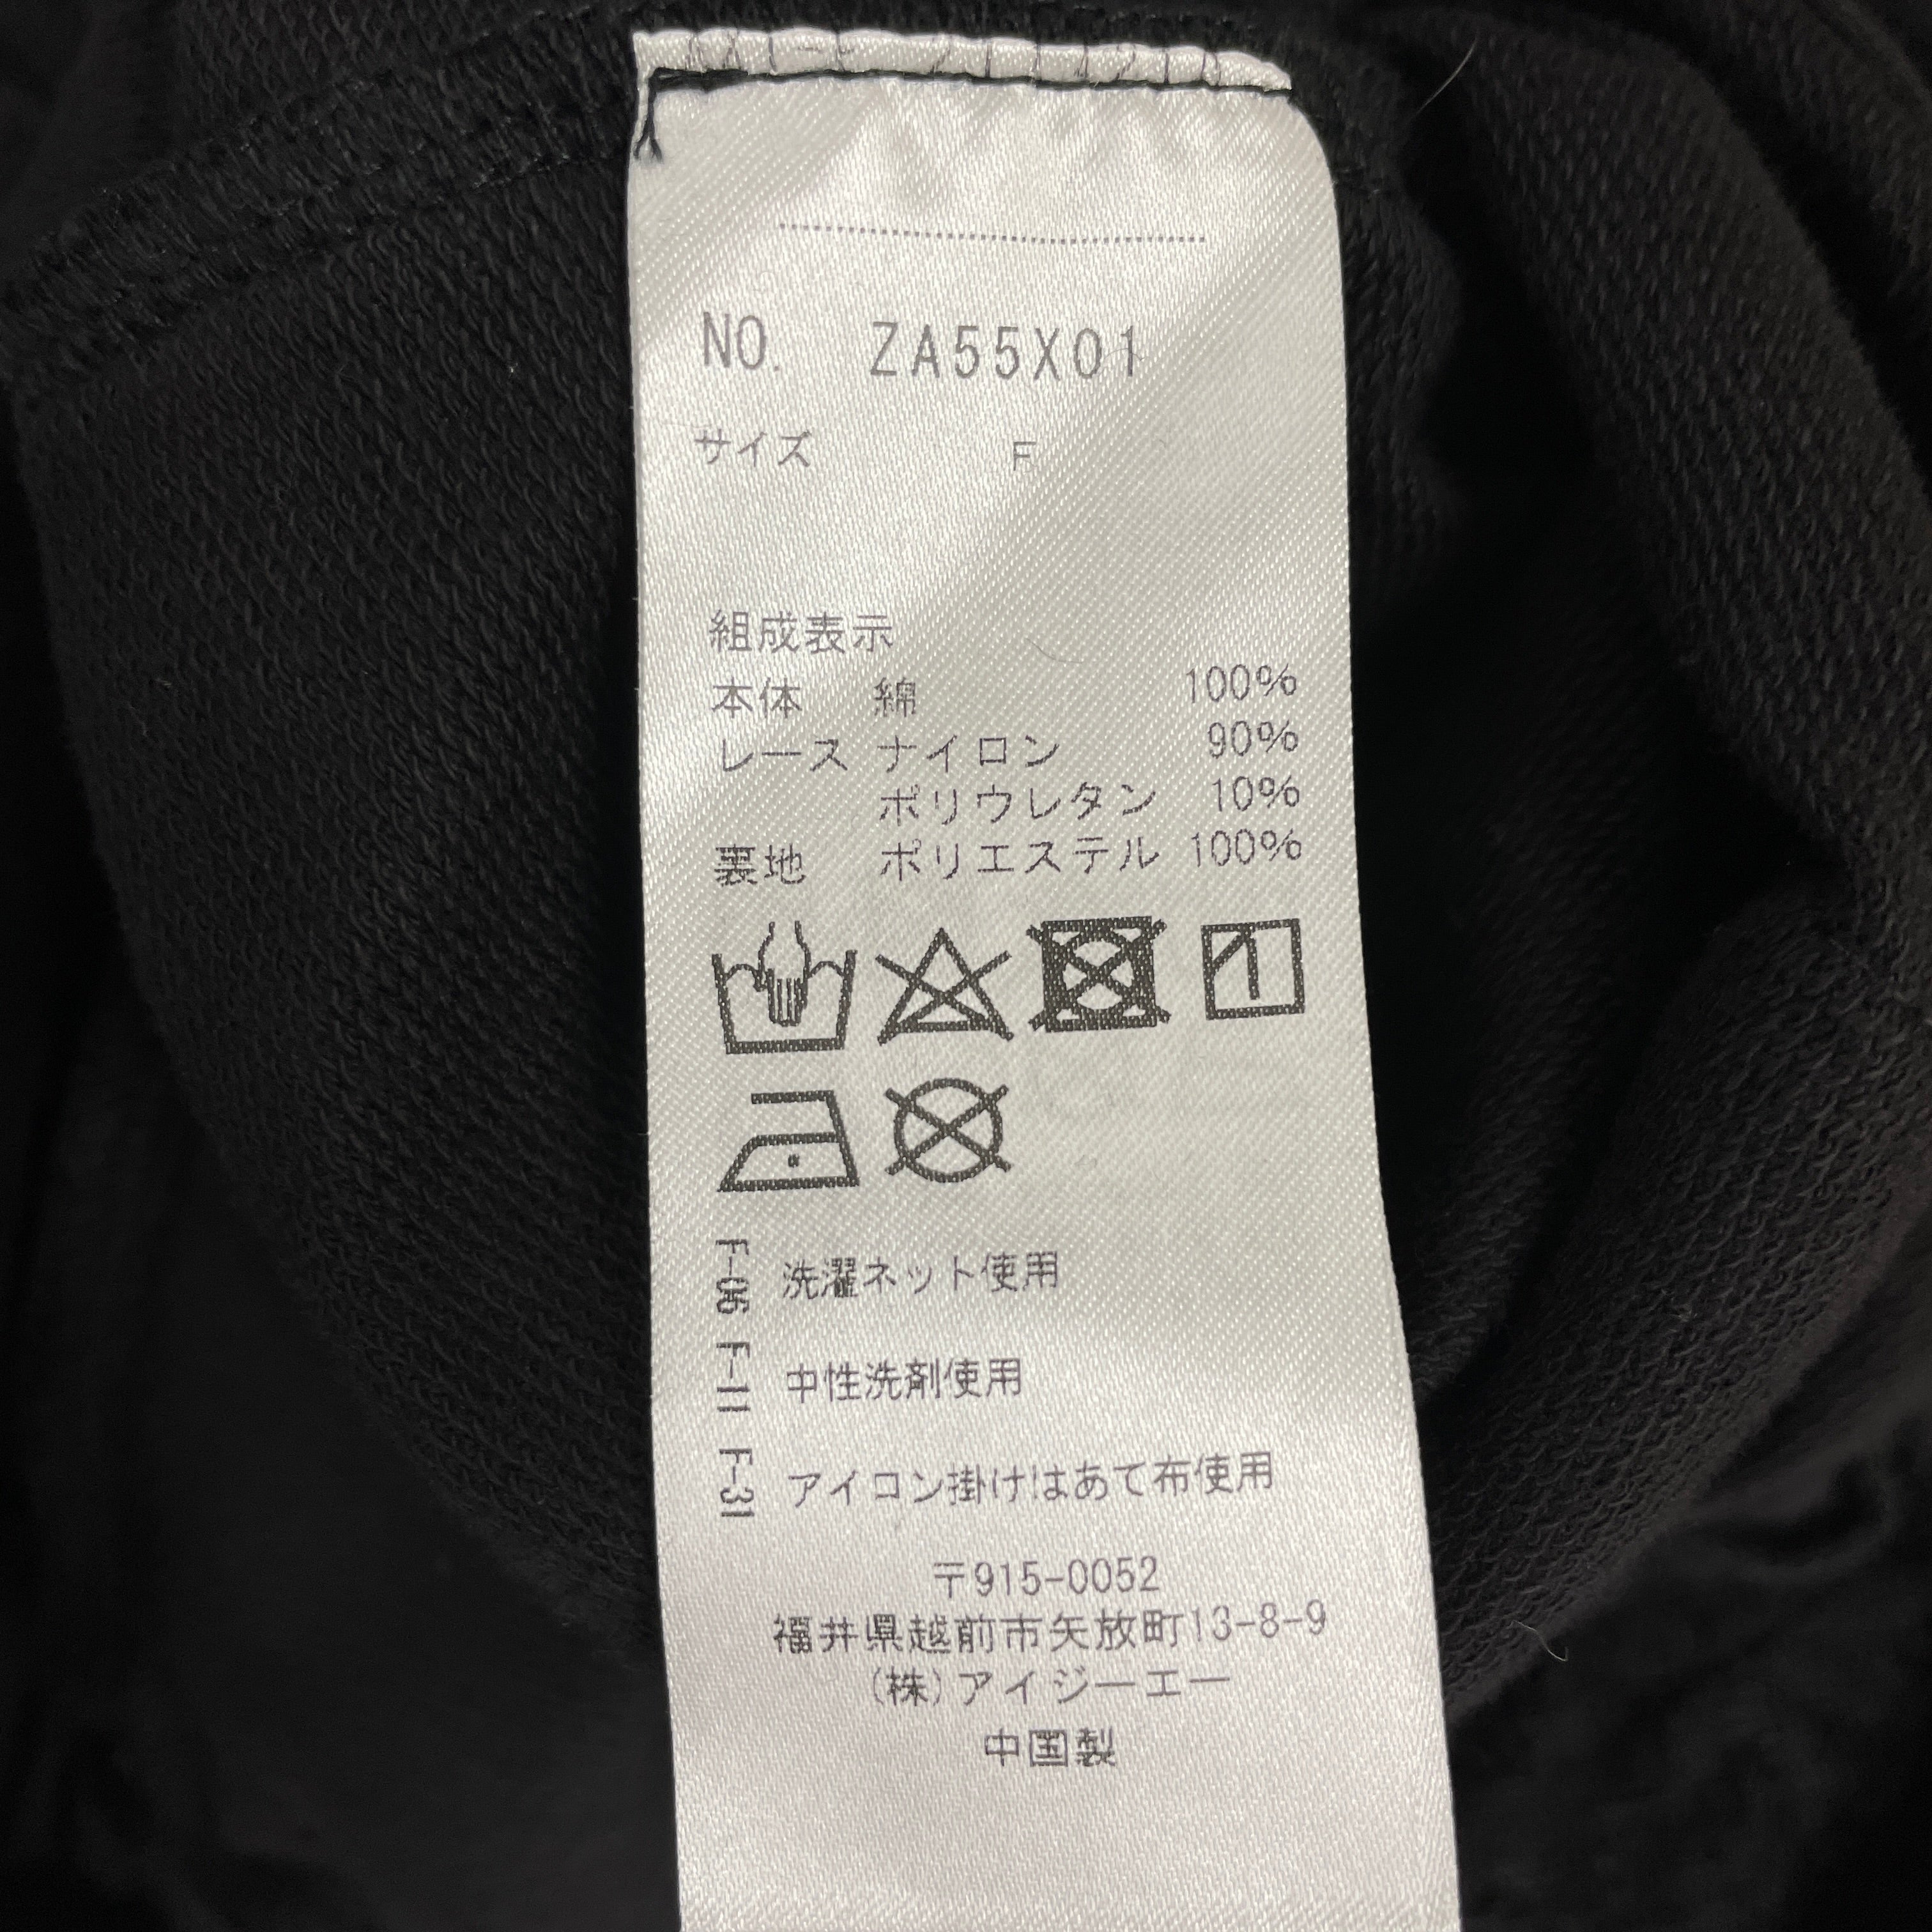 NO. ZA55X01
サイズ F
組成表示
本体 綿 100%
レース ナイロン 90%
ポリウレタン 10%
裏地 ポリエステル 100%
F-06 洗濯ネット使用
F-11 中性洗剤使用
F-31 アイコン掛けはあて布使用
〒915-0052
福井県越前市矢放町13-8-9
(株)アイジーエー
中国製